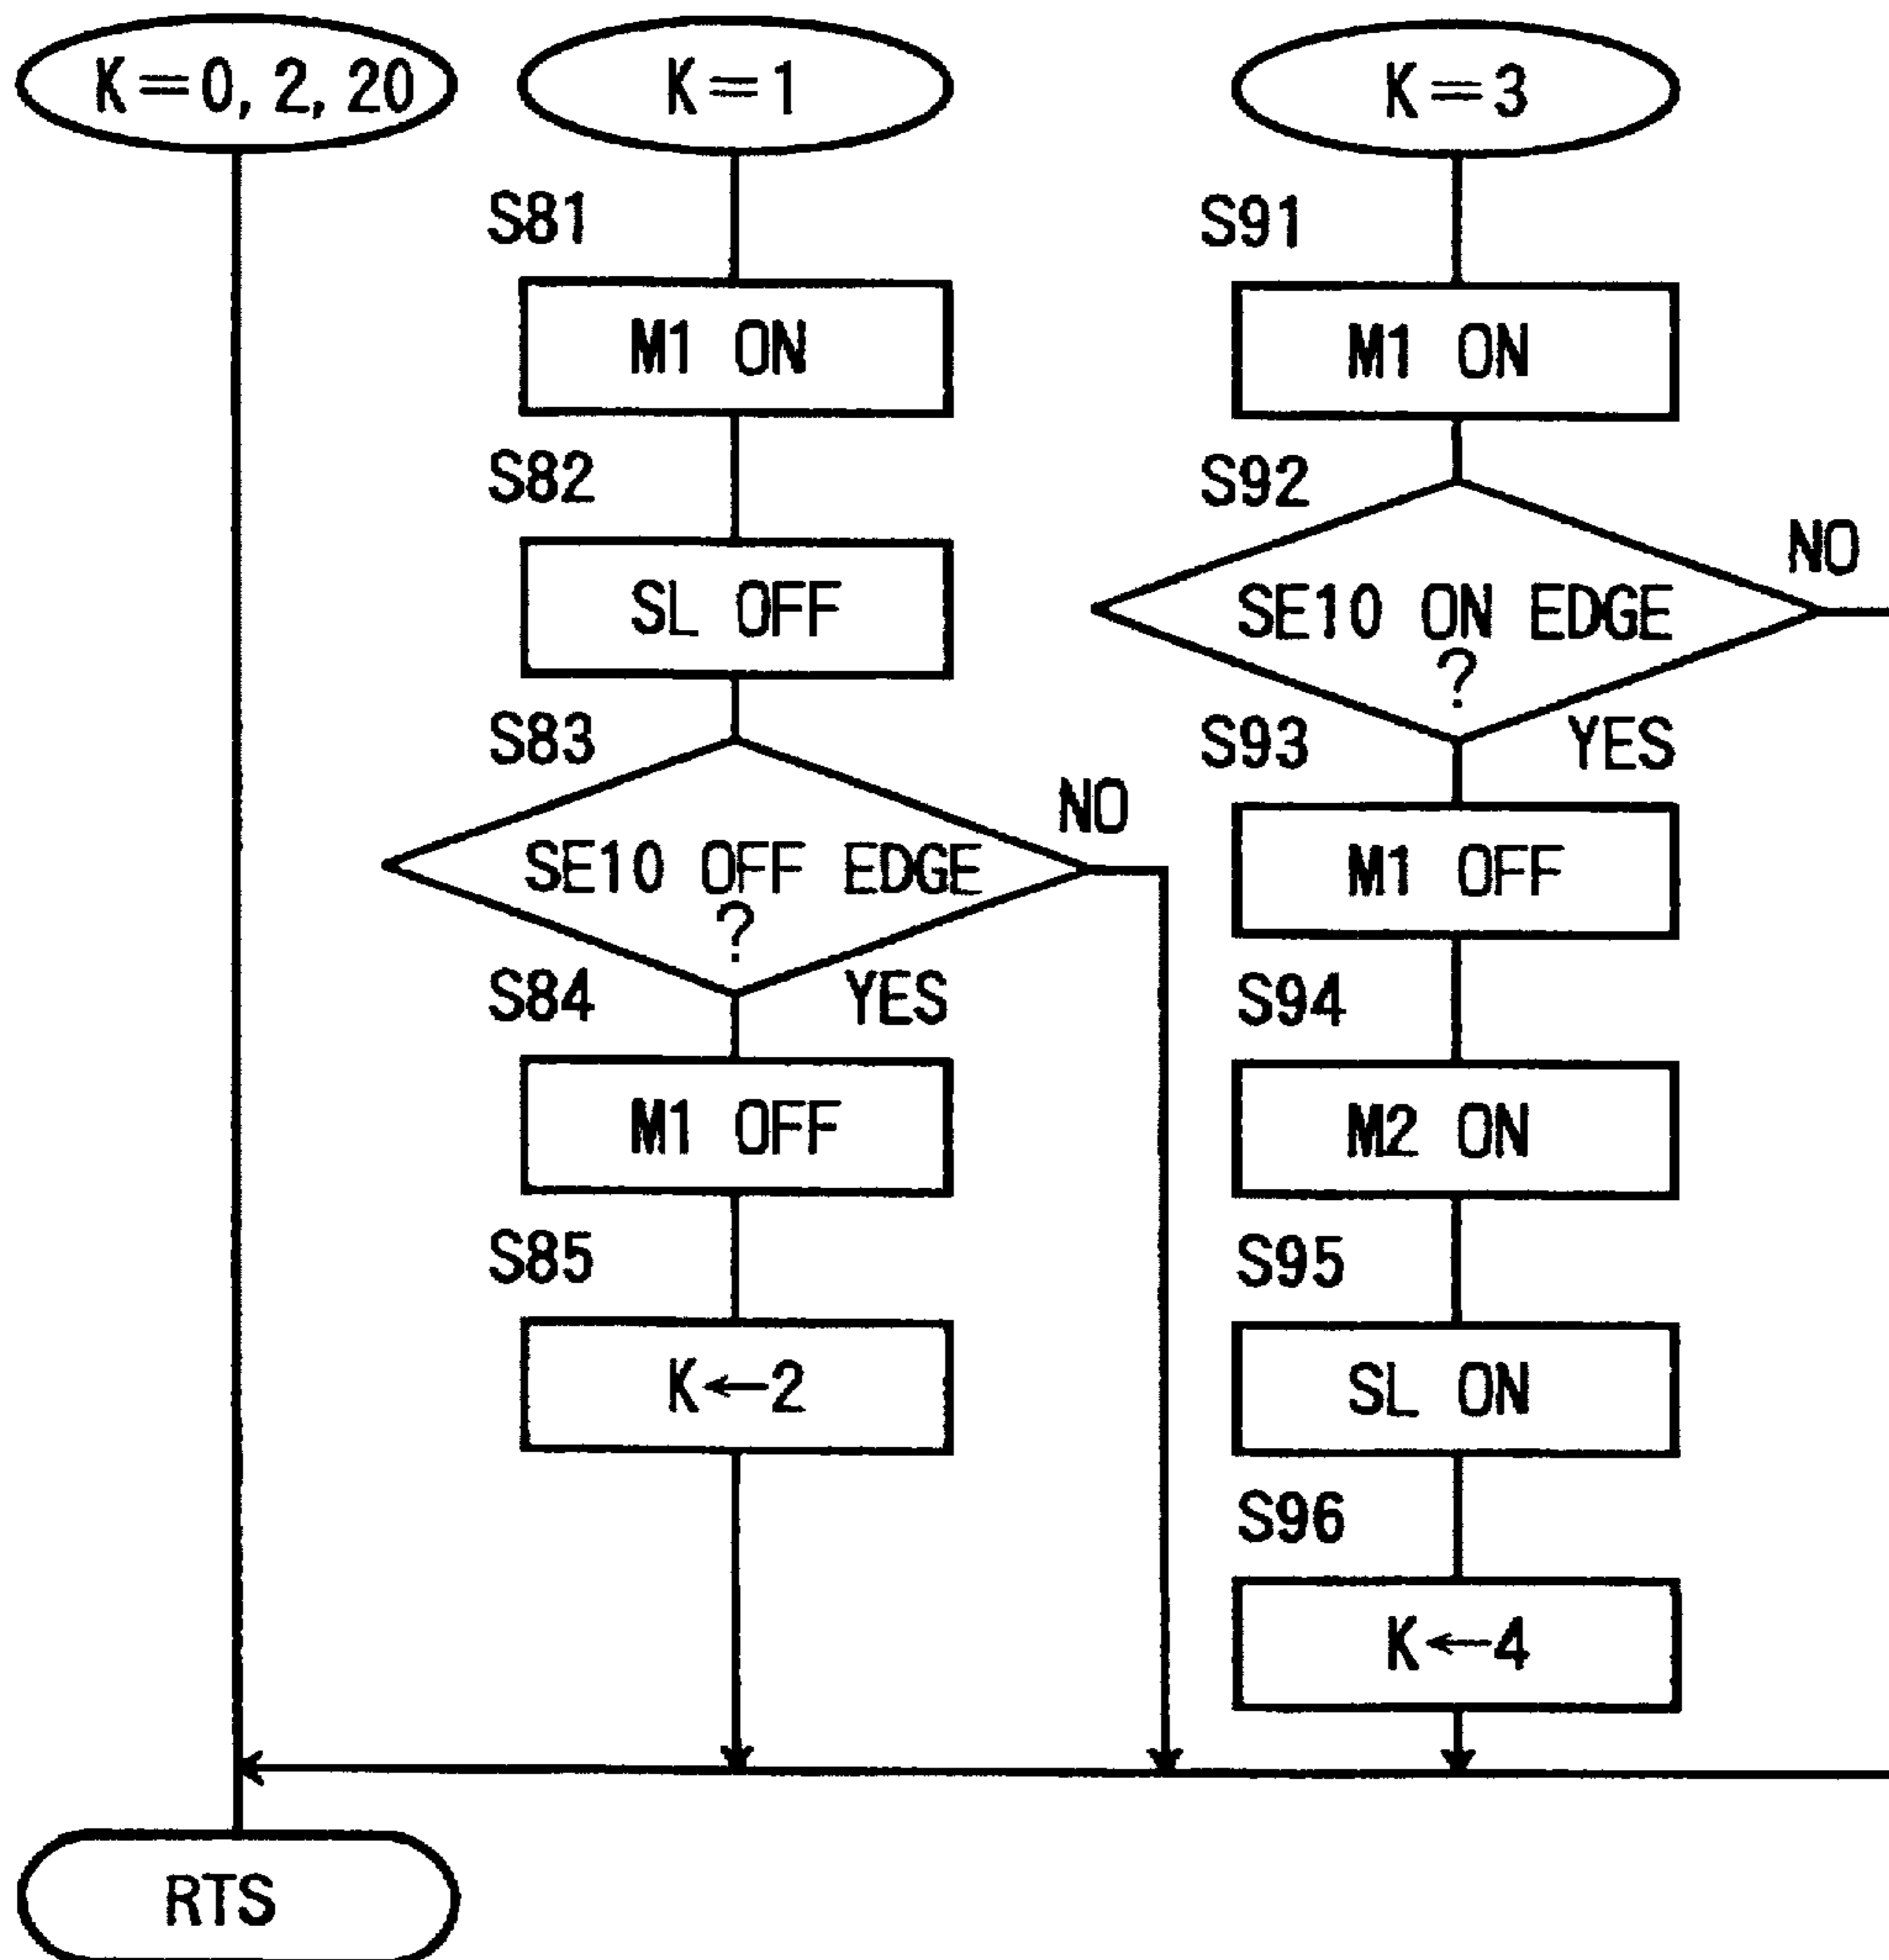 K=0, 2, 20
K=1
S81
M1 ON
S82
SL OFF
S83
SE10 OFF EDGE
?
NO
YES
S84
M1 OFF
S85
K←2
K=3
S91
M1 ON
S92
SE10 ON EDGE
?
NO
YES
S93
M1 OFF
S94
M2 ON
S95
SL ON
S96
K←4
RTS